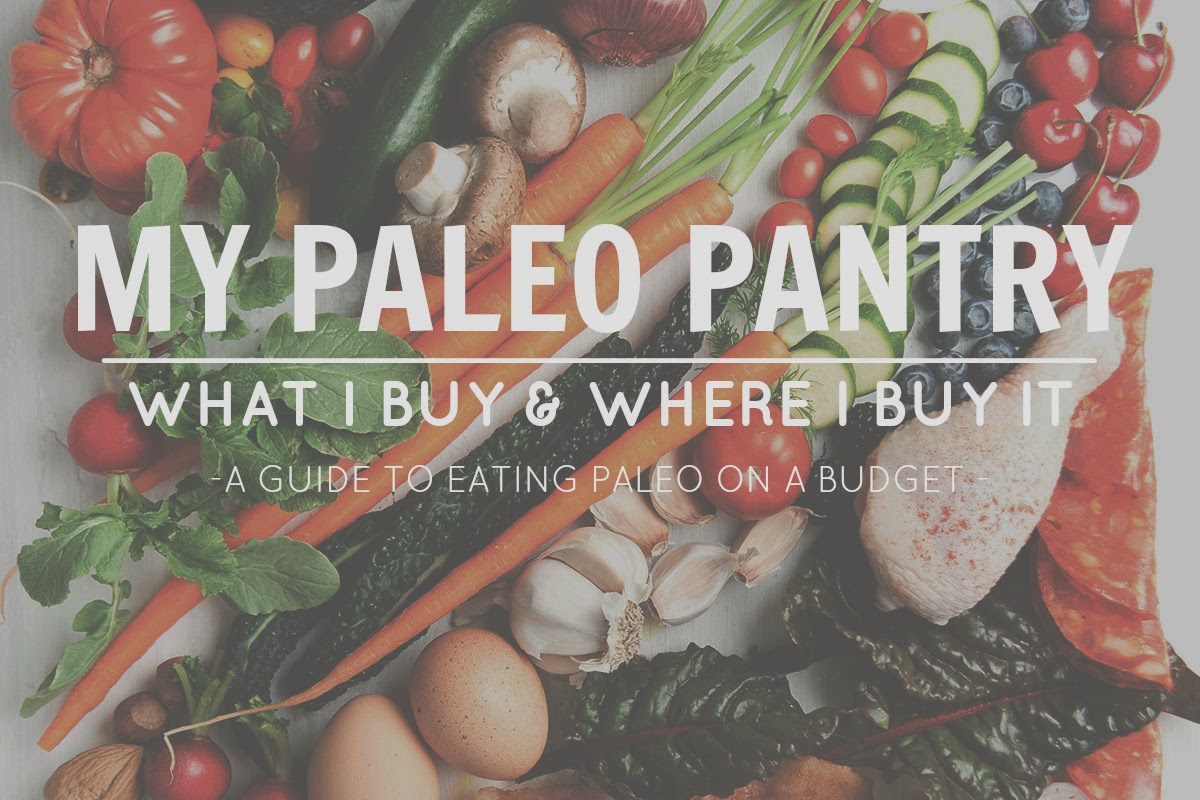 MY PALEO PANTRY
WHAT I BUY & WHERE I BUY IT
-A GUIDE TO EATING PALEO ON A BUDGET -